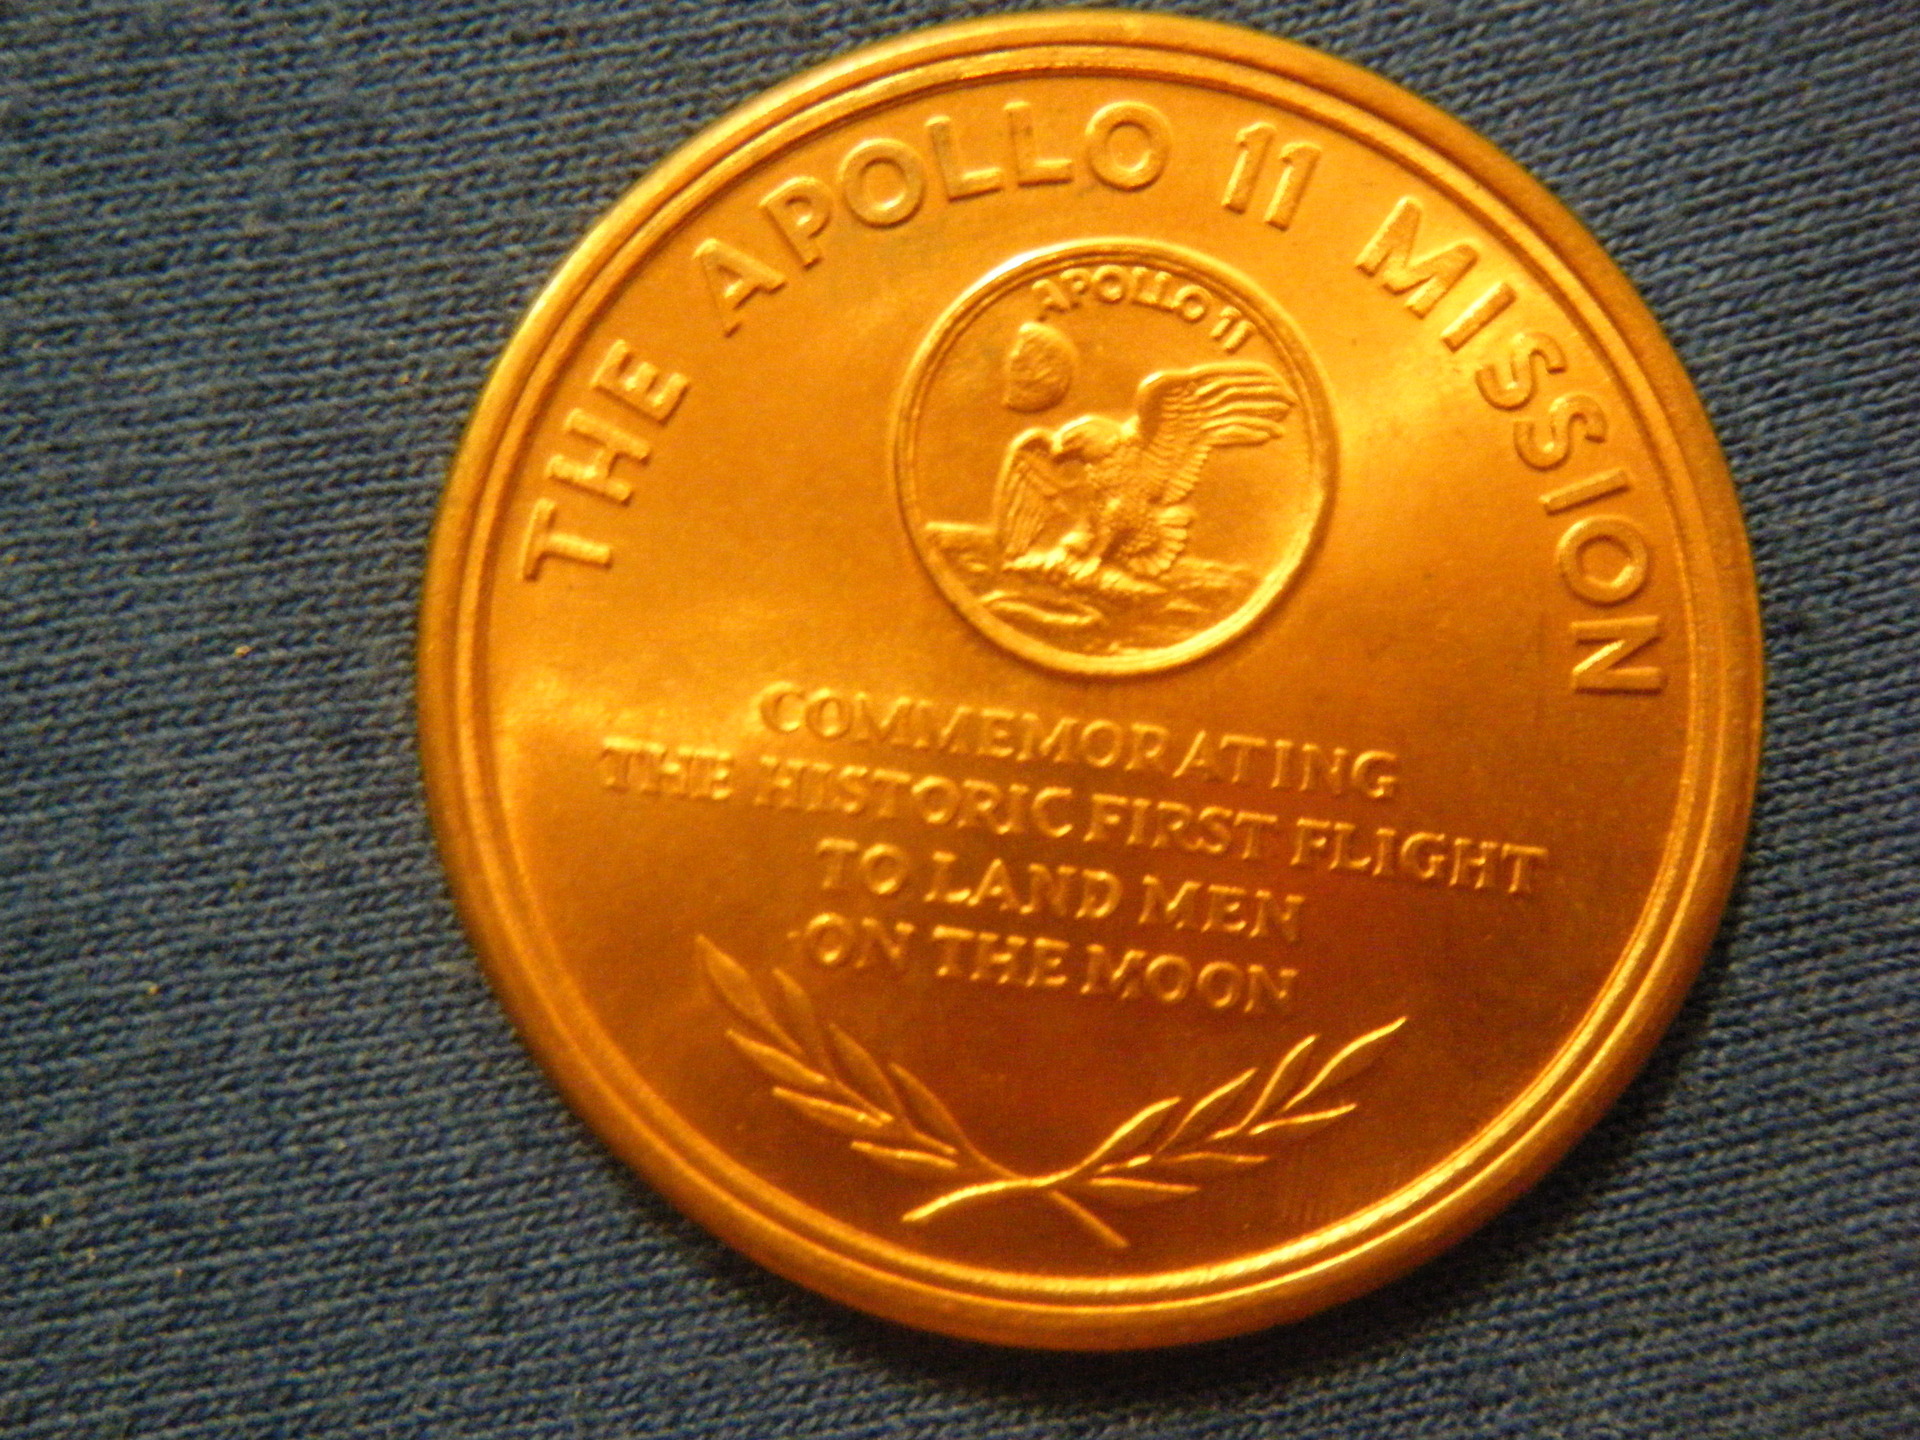 THE APOLLO 11 MISSION
APOLLO 11
COMMEMORATING
THE HISTORIC FIRST FLIGHT
TO LAND MEN
ON THE MOON